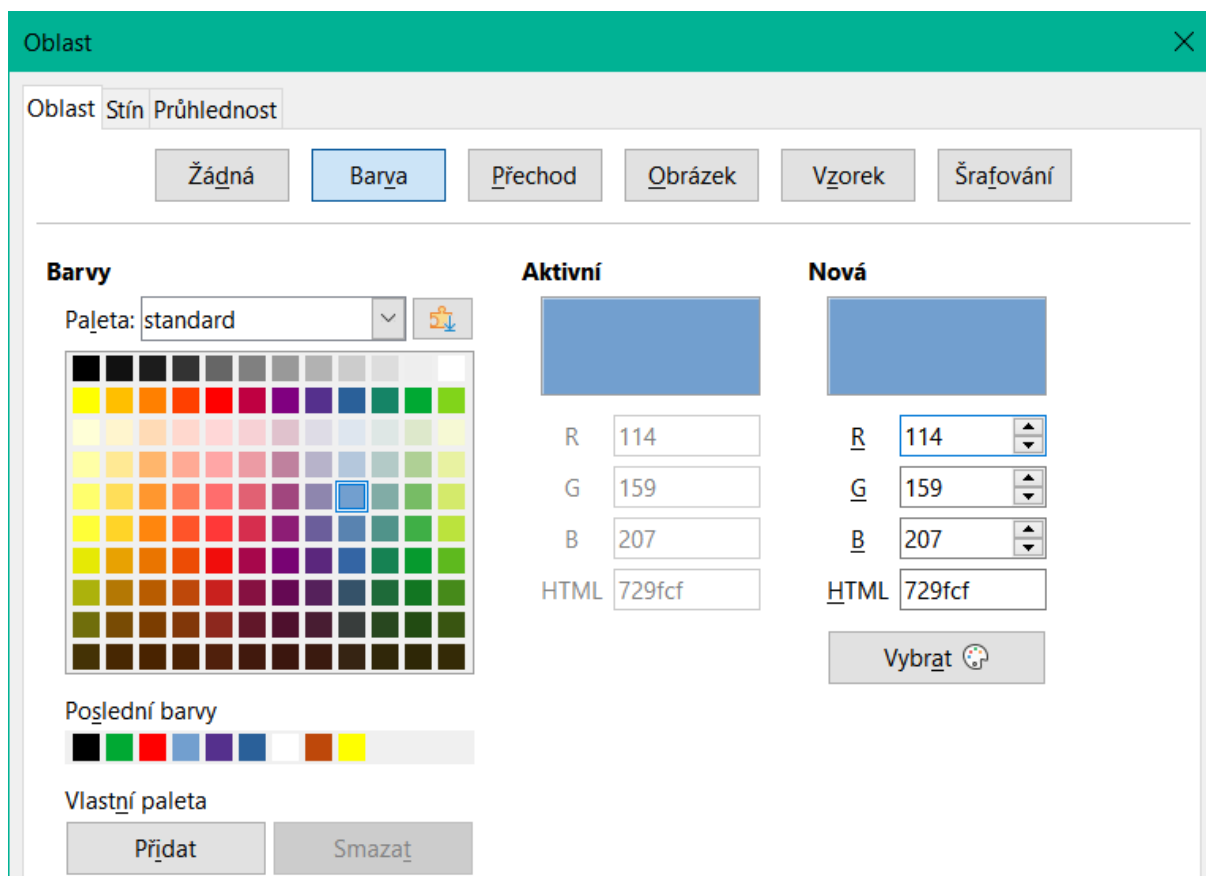 Oblast
Oblast Stín Průhlednost
Žádná Barva Přechod Obrázek Vzorek Šrafování
Barvy
Paleta: standard
Poslední barvy
Vlastní paleta
Přidat Smazat
Aktivní
R 114
G 159
B 207
HTML 729fcf
Nová
R 114
G 159
B 207
HTML 729fcf
Vybrat